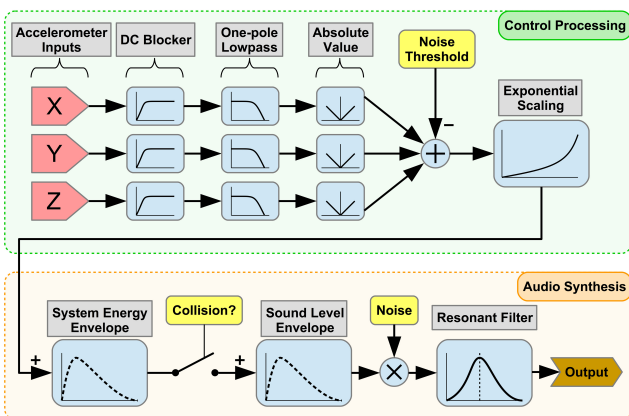 Control Processing
Accelerometer
Inputs
DC Blocker
One-pole
Lowpass
Absolute
Value
Noise
Threshold
Exponential
Scaling
X
Y
Z
−
+
Audio Synthesis
System Energy
Envelope
Collision?
Sound Level
Envelope
Noise
Resonant Filter
+
+
×
Output